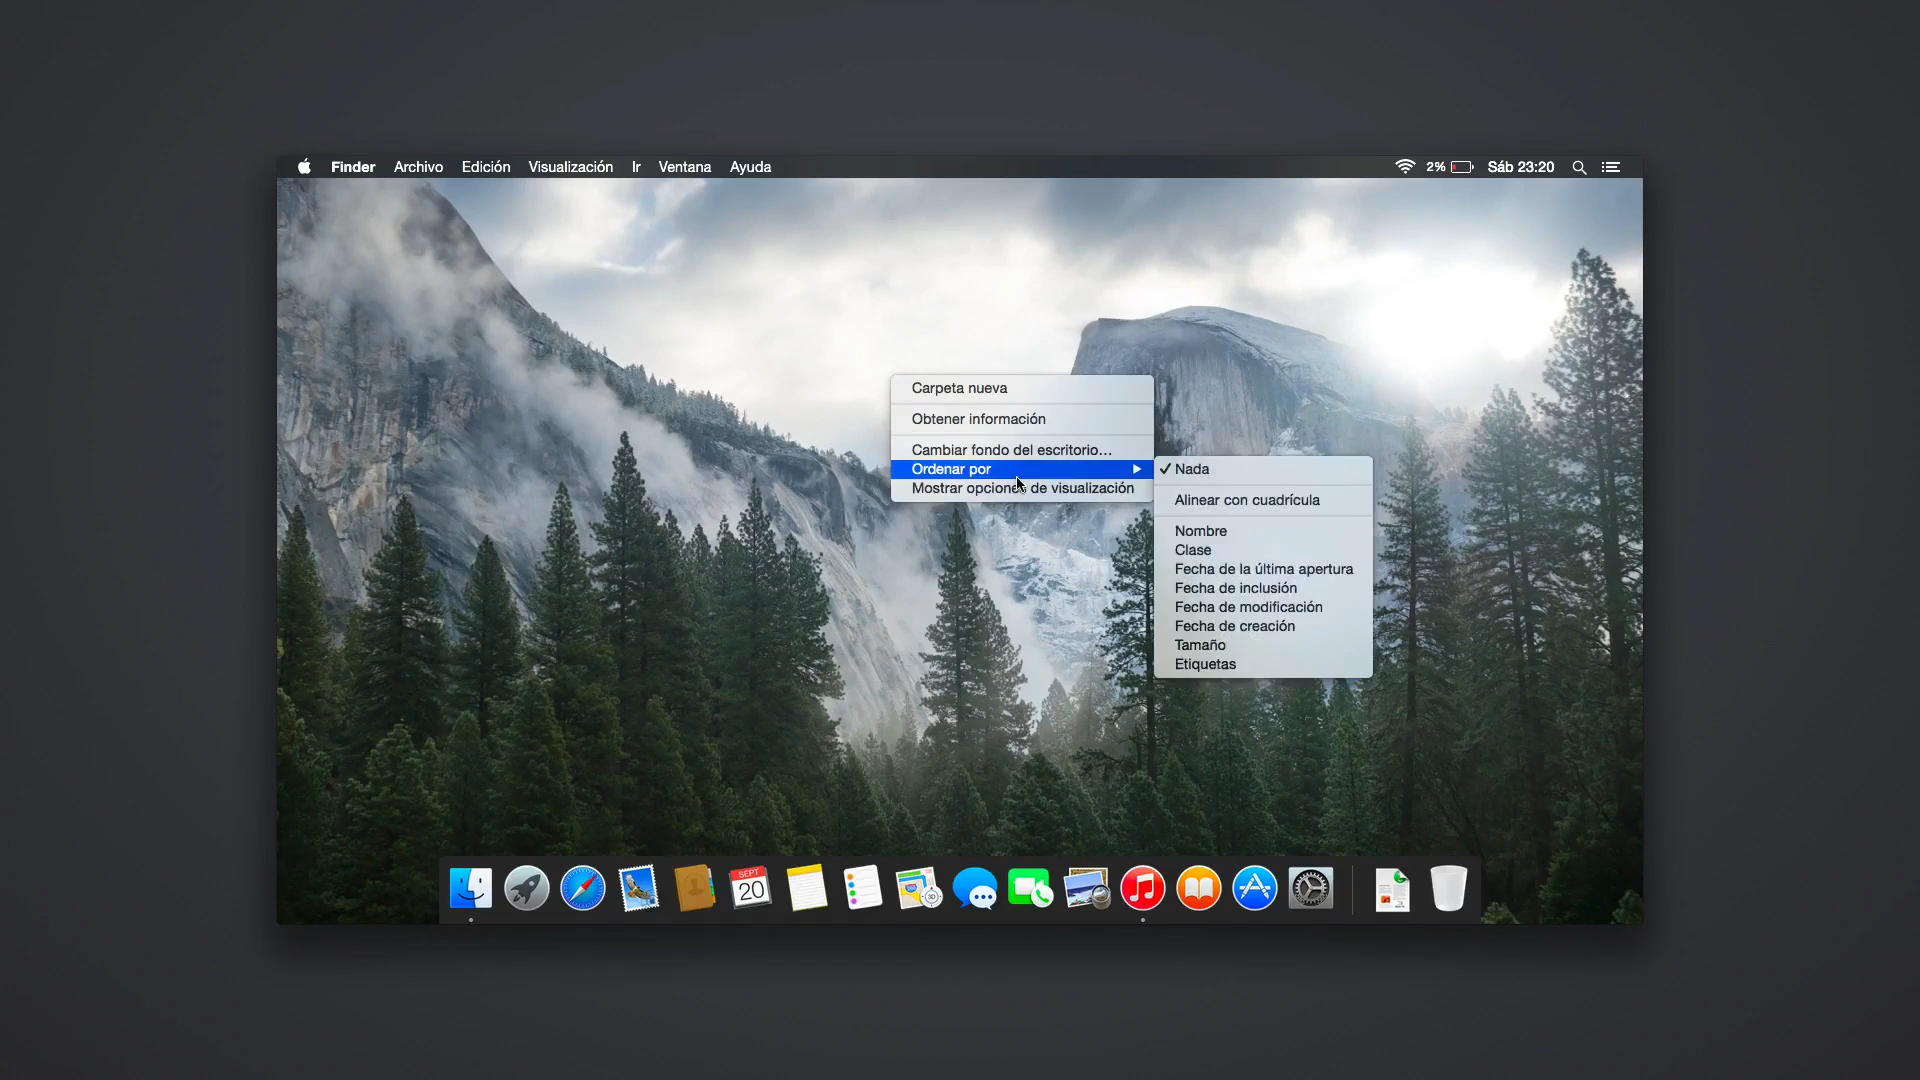 Finder Archivo Edición Visualización Ir Ventana Ayuda 2% Sáb 23:20
Carpeta nueva
Obtener información
Cambiar fondo del escritorio...
Ordenar por
Mostrar opciones de visualización
Nada
Alinear con cuadrícula
Nombre
Clase
Fecha de la última apertura
Fecha de inclusión
Fecha de modificación
Fecha de creación
Tamaño
Etiquetas
SEPT
20
3D